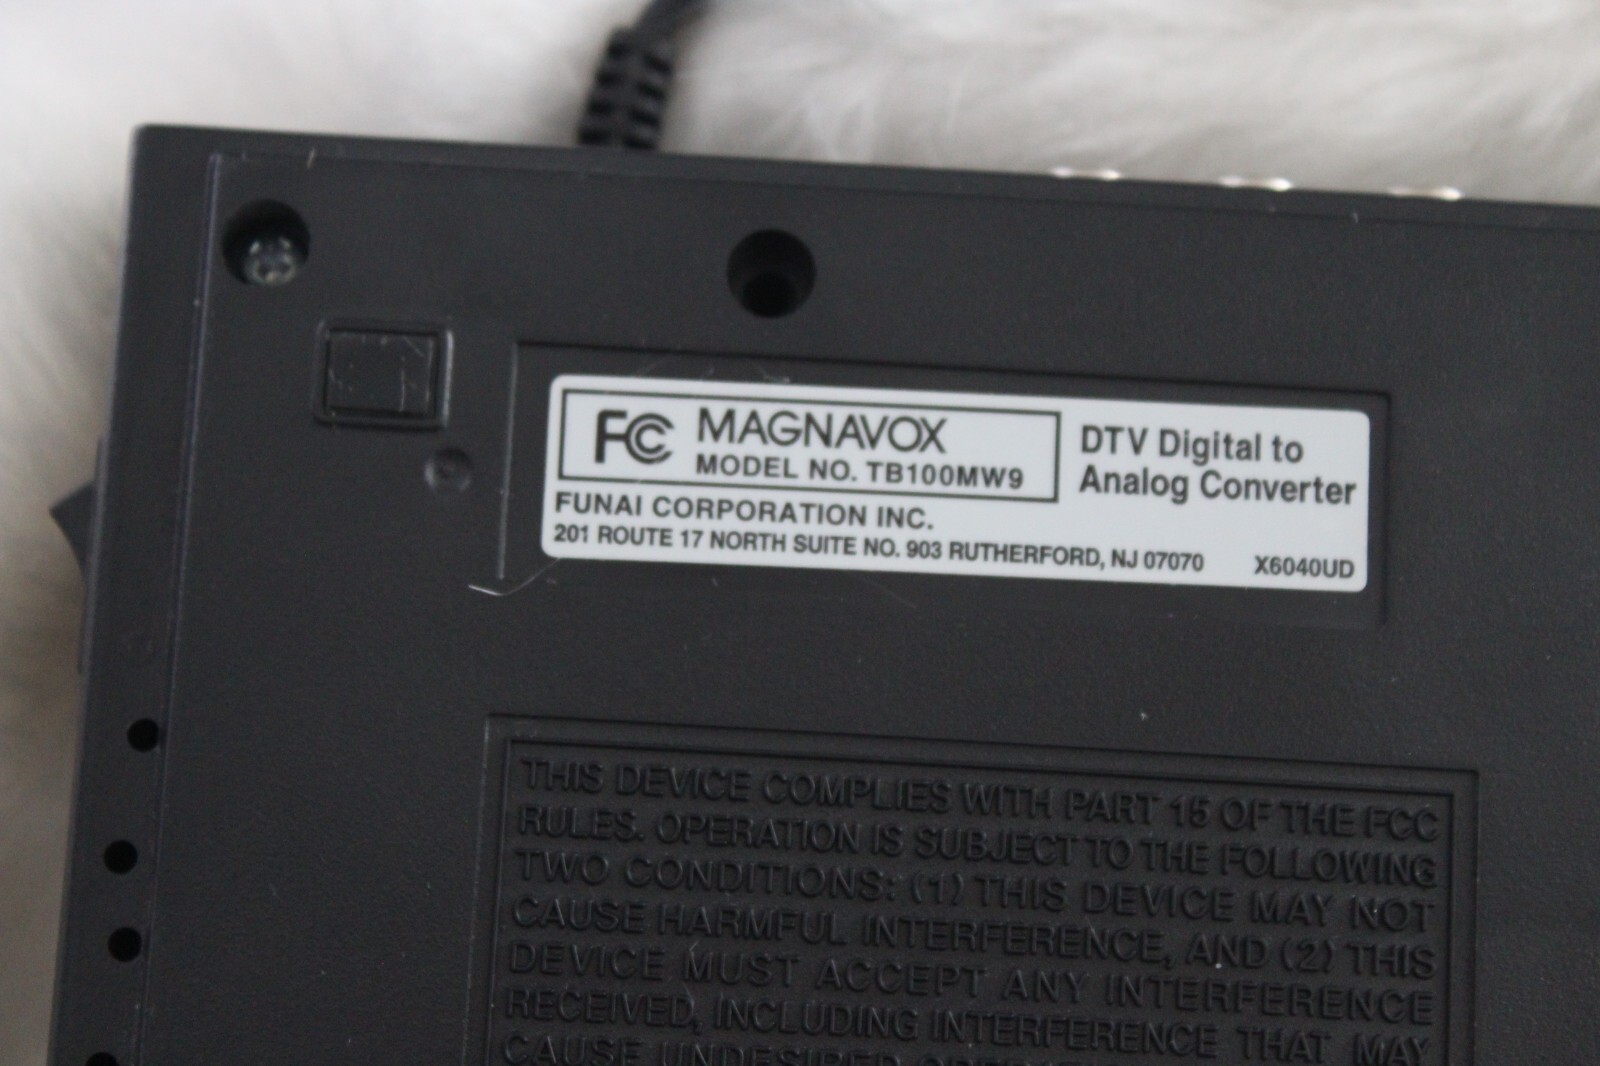 FC MAGNAVOX
MODEL NO. TB100MW9
DTV Digital to
Analog Converter
FUNAI CORPORATION INC.
201 ROUTE 17 NORTH SUITE NO. 903 RUTHERFORD, NJ 07070 X6040UD
THIS DEVICE COMPLIES WITH PART 15 OF THE FCC
RULES. OPERATION IS SUBJECT TO THE FOLLOWING
TWO CONDITIONS: (1) THIS DEVICE MAY NOT
CAUSE HARMFUL INTERFERENCE, AND (2) THIS
DEVICE MUST ACCEPT ANY INTERFERENCE
RECEIVED, INCLUDING INTERFERENCE THAT MAY
CAUSE UNDESIRED